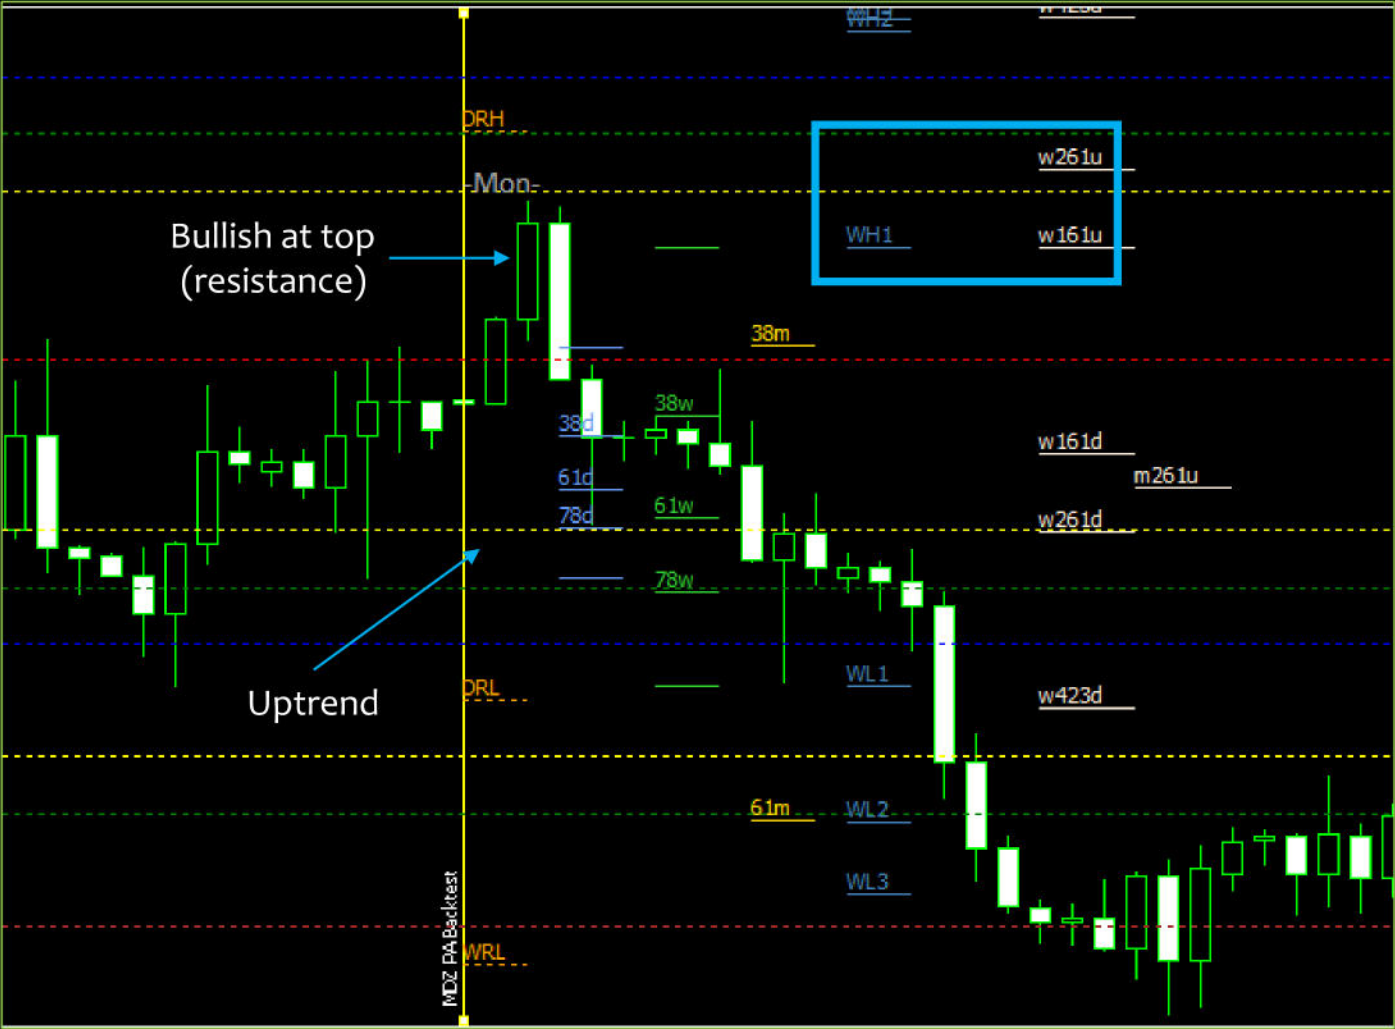 WH2
DRH
w261u
-Mon-
Bullish at top
(resistance)
WH1
w161u
38m
38w
38d
w161d
61d
m261u
61w
78d
w261d
78w
WL1
DRL
w423d
Uptrend
61m
WL2
WL3
MDZ PA Backtest
WRL